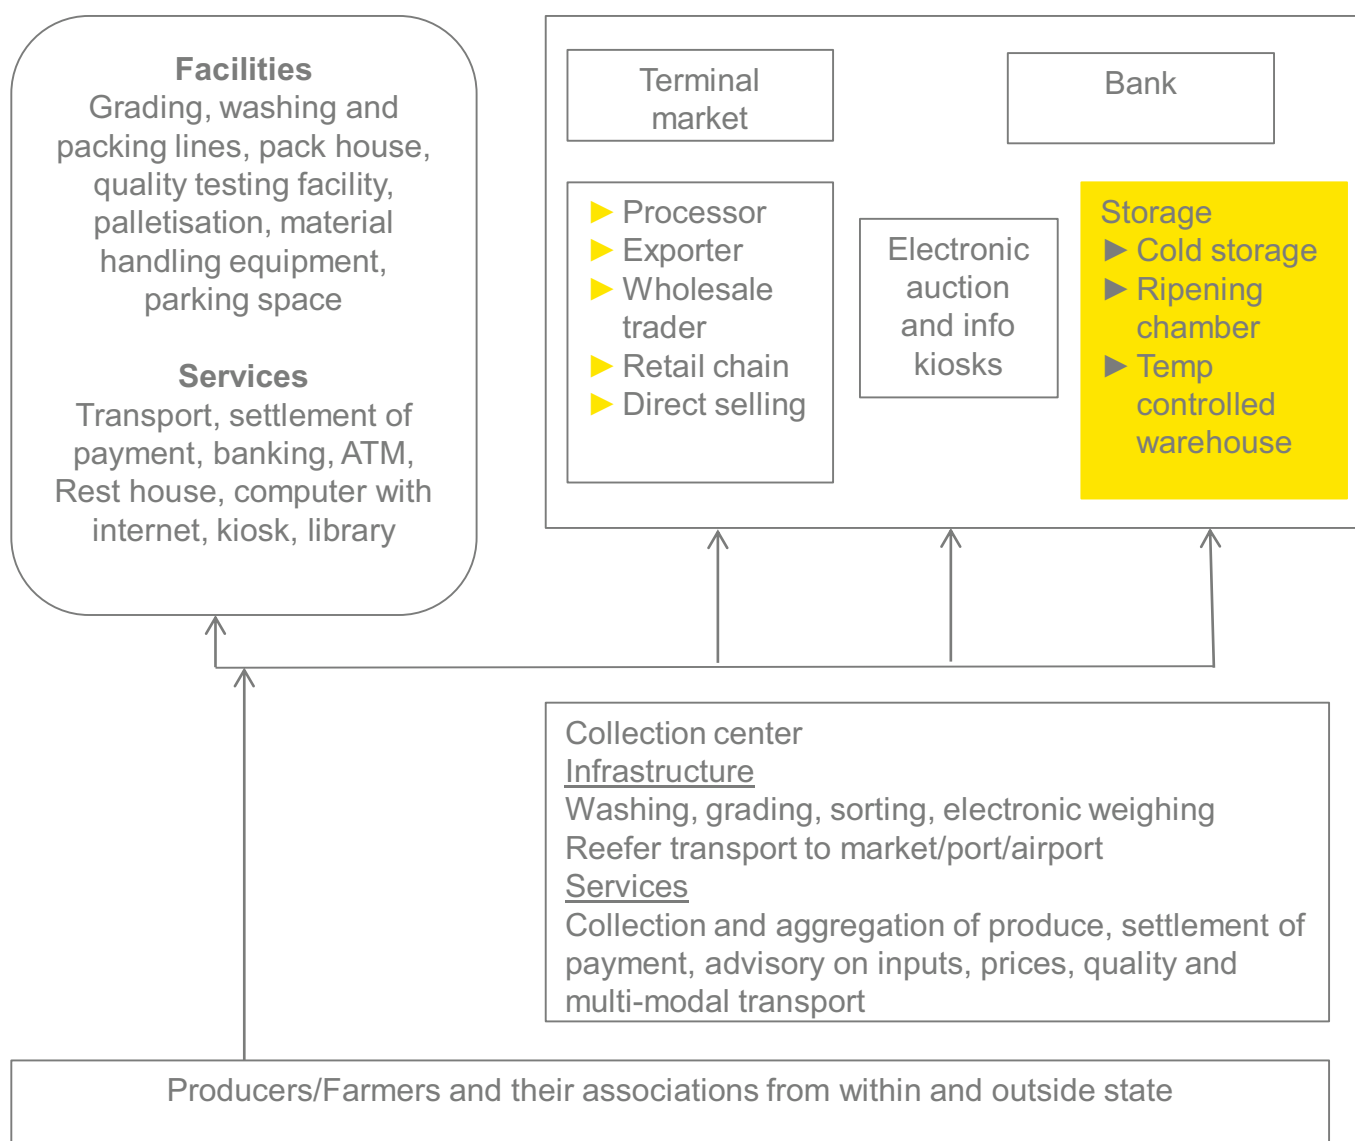 Facilities
Grading, washing and
packing lines, pack house,
quality testing facility,
palletisation, material
handling equipment,
parking space
Services
Transport, settlement of
payment, banking, ATM,
Rest house, computer with
internet, kiosk, library
Terminal
market
Bank
► Processor
► Exporter
► Wholesale
trader
► Retail chain
► Direct selling
Electronic
auction
and info
kiosks
Storage
► Cold storage
► Ripening
chamber
► Temp
controlled
warehouse
Collection center
Infrastructure
Washing, grading, sorting, electronic weighing
Reefer transport to market/port/airport
Services
Collection and aggregation of produce, settlement of
payment, advisory on inputs, prices, quality and
multi-modal transport
Producers/Farmers and their associations from within and outside state